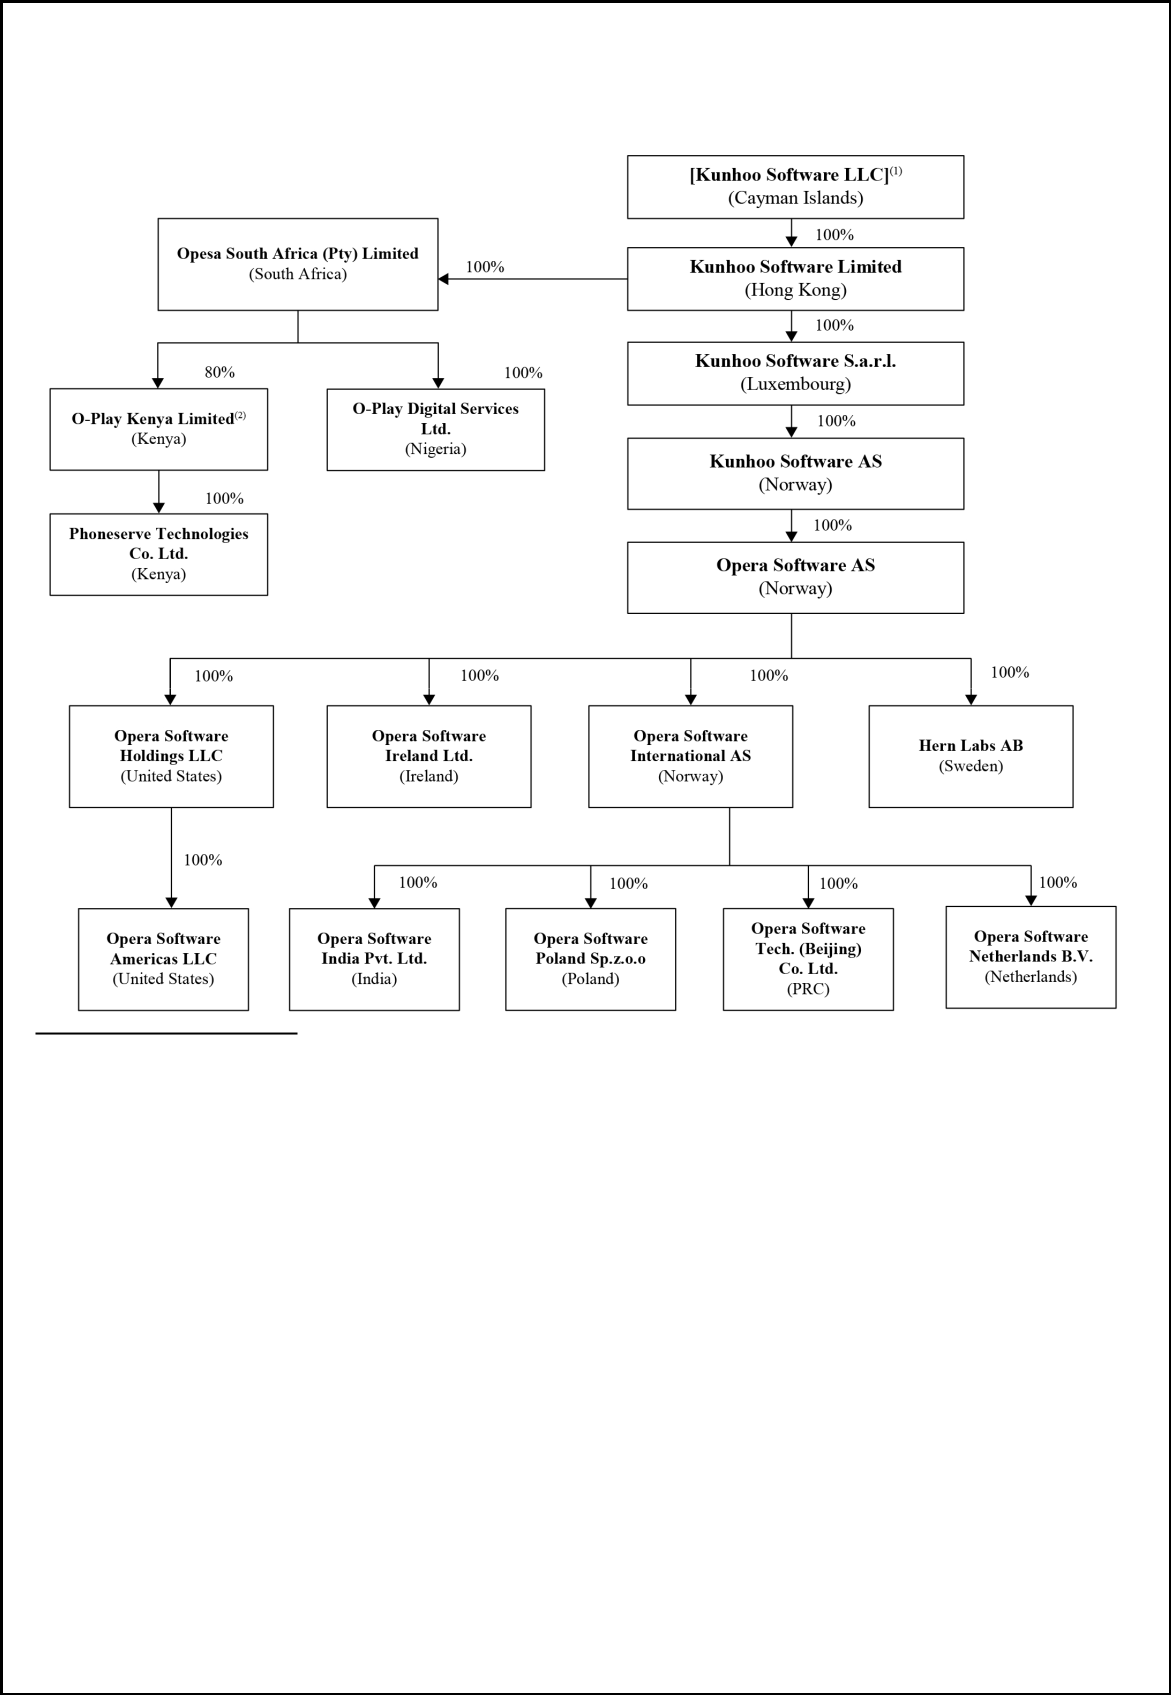 [Kunhoo Software LLC](1)
(Cayman Islands)
100%
Opesa South Africa (Pty) Limited
(South Africa)
100%
Kunhoo Software Limited
(Hong Kong)
100%
Kunhoo Software S.a.r.l.
(Luxembourg)
80%
100%
O-Play Kenya Limited(2)
(Kenya)
O-Play Digital Services
Ltd.
(Nigeria)
100%
Kunhoo Software AS
(Norway)
100%
Phoneserve Technologies
Co. Ltd.
(Kenya)
100%
Opera Software AS
(Norway)
100%
100%
100%
100%
Opera Software
Holdings LLC
(United States)
Opera Software
Ireland Ltd.
(Ireland)
Opera Software
International AS
(Norway)
Hern Labs AB
(Sweden)
100%
100%
100%
100%
100%
Opera Software
Americas LLC
(United States)
Opera Software
India Pvt. Ltd.
(India)
Opera Software
Poland Sp.z.o.o
(Poland)
Opera Software
Tech. (Beijing)
Co. Ltd.
(PRC)
Opera Software
Netherlands B.V.
(Netherlands)